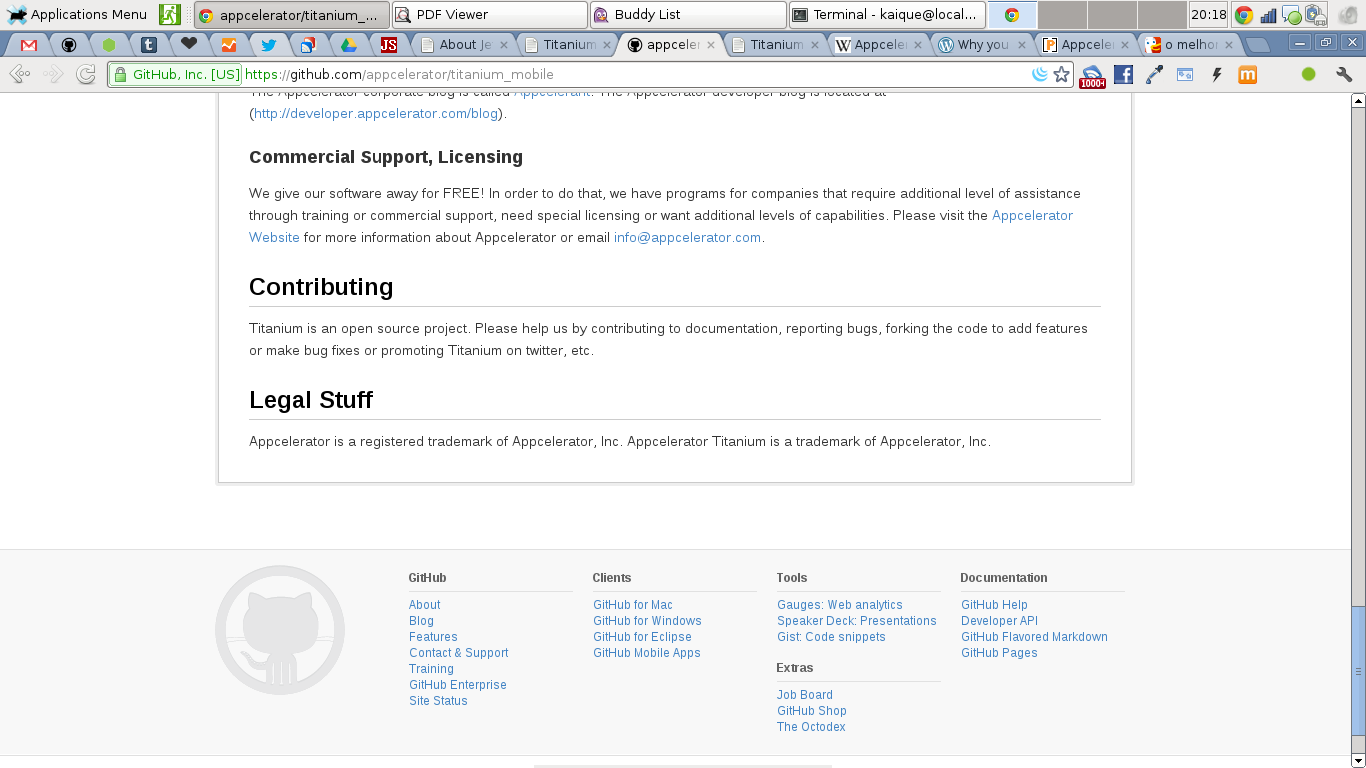 Applications Menu
appcelerator/titanium_...
PDF Viewer
Buddy List
Terminal - kaique@local...
20:18
JS
About Je
Titanium
appceler
Titanium
W Appceler
Why you
Appceler
o melhor
GitHub, Inc. [US] https://github.com/appcelerator/titanium_mobile
1000+
The Appcelerator corporate blog is called Appcelerant. The Appcelerator developer blog is located at
(http://developer.appcelerator.com/blog).
Commercial Support, Licensing
We give our software away for FREE! In order to do that, we have programs for companies that require additional level of assistance
through training or commercial support, need special licensing or want additional levels of capabilities. Please visit the Appcelerator
Website for more information about Appcelerator or email info@appcelerator.com.
Contributing
Titanium is an open source project. Please help us by contributing to documentation, reporting bugs, forking the code to add features
or make bug fixes or promoting Titanium on twitter, etc.
Legal Stuff
Appcelerator is a registered trademark of Appcelerator, Inc. Appcelerator Titanium is a trademark of Appcelerator, Inc.
GitHub
About
Blog
Features
Contact & Support
Training
GitHub Enterprise
Site Status
Clients
GitHub for Mac
GitHub for Windows
GitHub for Eclipse
GitHub Mobile Apps
Tools
Gauges: Web analytics
Speaker Deck: Presentations
Gist: Code snippets
Extras
Job Board
GitHub Shop
The Octodex
Documentation
GitHub Help
Developer API
GitHub Flavored Markdown
GitHub Pages